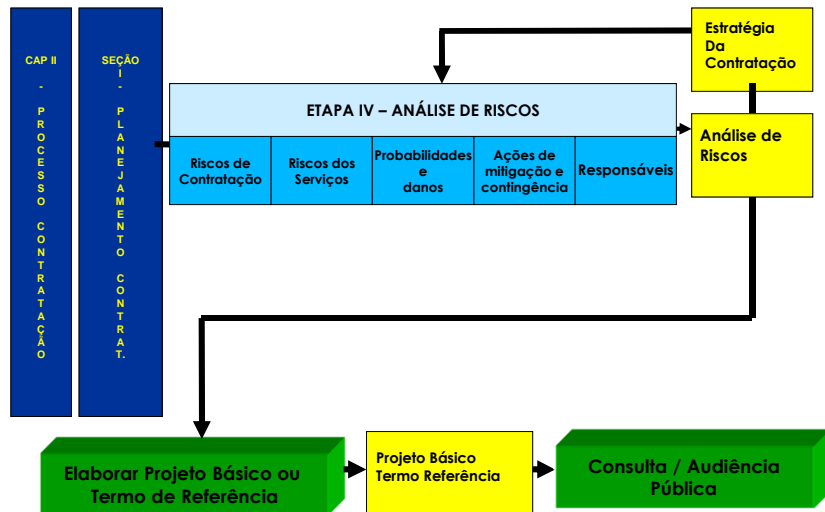 CAP II
-
PROCESSO CONTRATAÇÃO
SEÇÃO
I
-
PLANEJAMENTO CONTRAT.
Estratégia
Da
Contratação
ETAPA IV – ANÁLISE DE RISCOS
Riscos de
Contratação
Riscos dos
Serviços
Probabilidades
e
danos
Ações de
mitigação e
contingência
Responsáveis
Análise de
Riscos
Elaborar Projeto Básico ou
Termo de Referência
Projeto Básico
Termo Referência
Consulta / Audiência
Pública